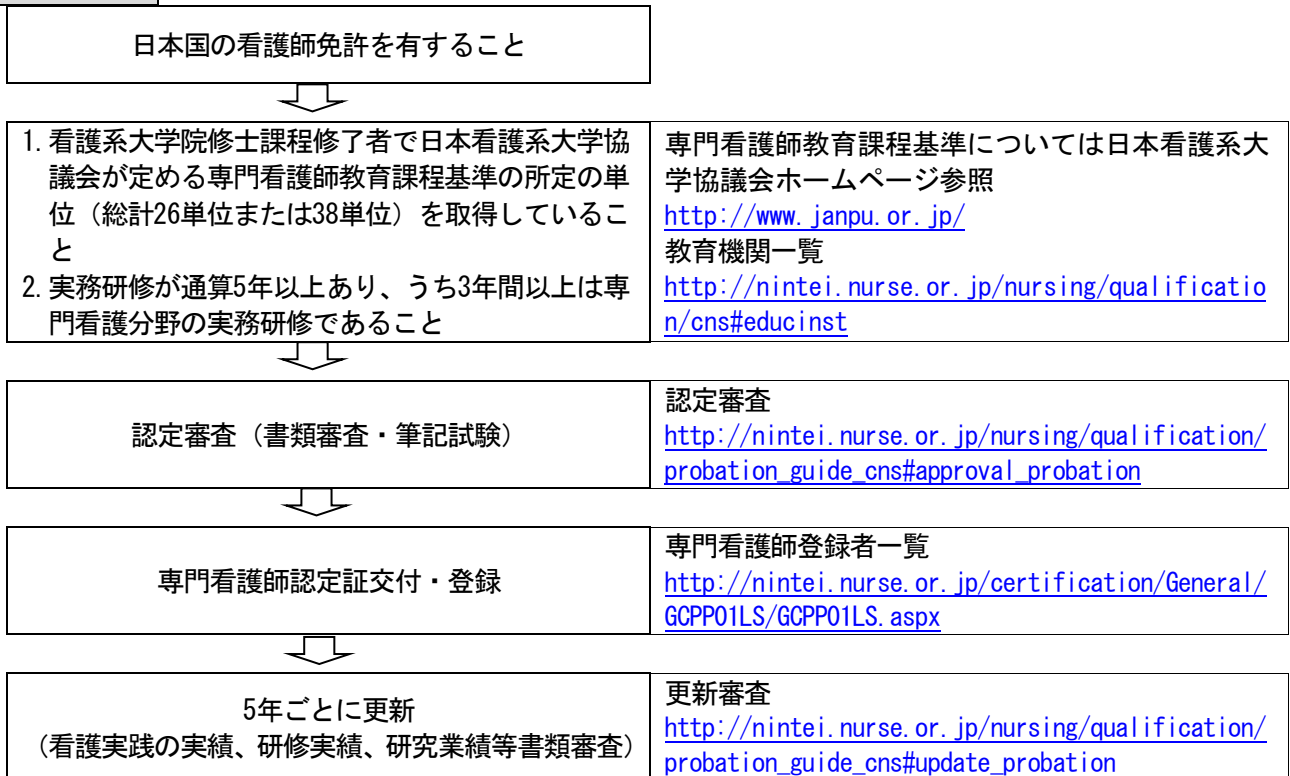 日本国の看護師免許を有すること
1. 看護系大学院修士課程修了者で日本看護系大学協
議会が定める専門看護師教育課程基準の所定の単
位（総計26単位または38単位）を取得しているこ
と
2. 実務研修が通算5年以上あり、うち3年間以上は専
門看護分野の実務研修であること
専門看護師教育課程基準については日本看護系大
学協議会ホームページ参照
http://www.janpu.or.jp/
教育機関一覧
http://nintei.nurse.or.jp/nursing/qualificatio
n/cns#educinst
認定審査（書類審査・筆記試験）
認定審査
http://nintei.nurse.or.jp/nursing/qualification/
probation_guide_cns#approval_probation
専門看護師認定証交付・登録
専門看護師登録者一覧
http://nintei.nurse.or.jp/certification/General/
GCPP01LS/GCPP01LS.aspx
5年ごとに更新
（看護実践の実績、研修実績、研究業績等書類審査）
更新審査
http://nintei.nurse.or.jp/nursing/qualification/
probation_guide_cns#update_probation